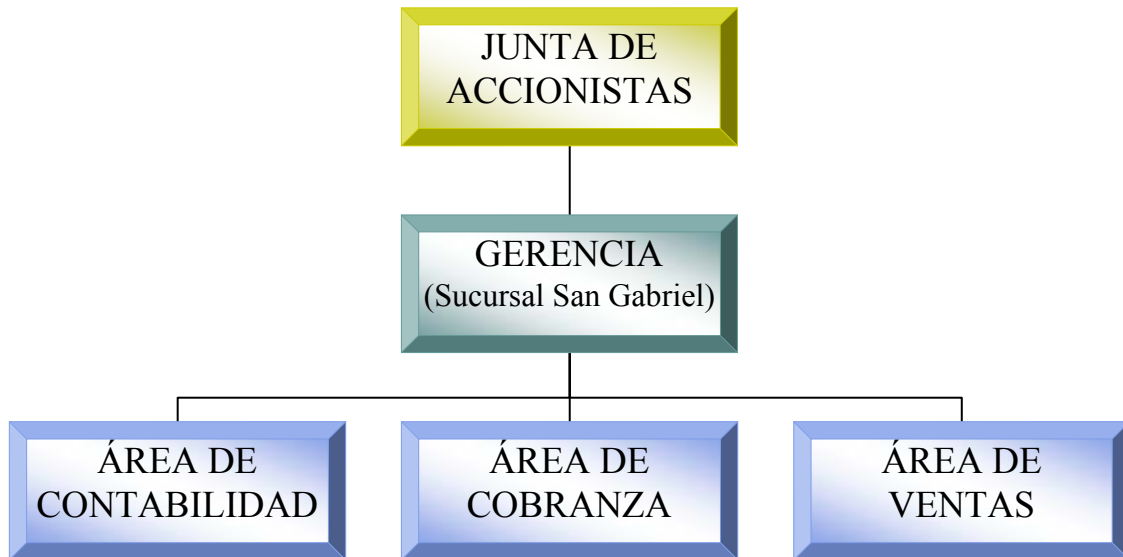 JUNTA DE
ACCIONISTAS
GERENCIA
(Sucursal San Gabriel)
ÁREA DE
CONTABILIDAD
ÁREA DE
COBRANZA
ÁREA DE
VENTAS